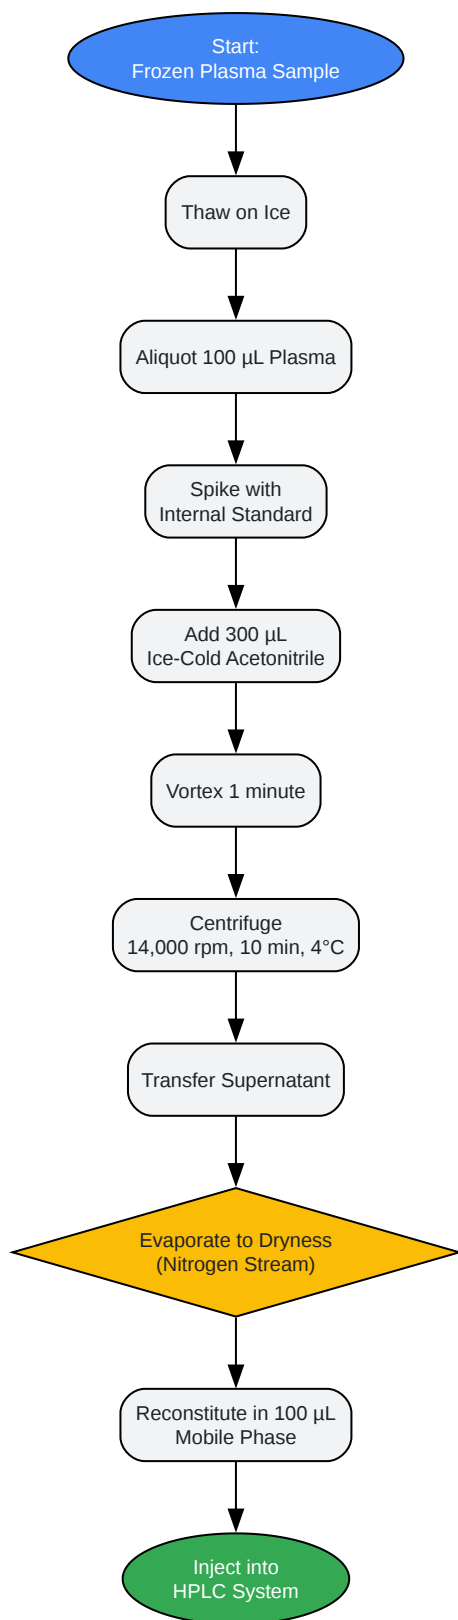 Start:
Frozen Plasma Sample
Thaw on Ice
Aliquot 100 µL Plasma
Spike with
Internal Standard
Add 300 µL
Ice-Cold Acetonitrile
Vortex 1 minute
Centrifuge
14,000 rpm, 10 min, 4°C
Transfer Supernatant
Evaporate to Dryness
(Nitrogen Stream)
Reconstitute in 100 µL
Mobile Phase
Inject into
HPLC System